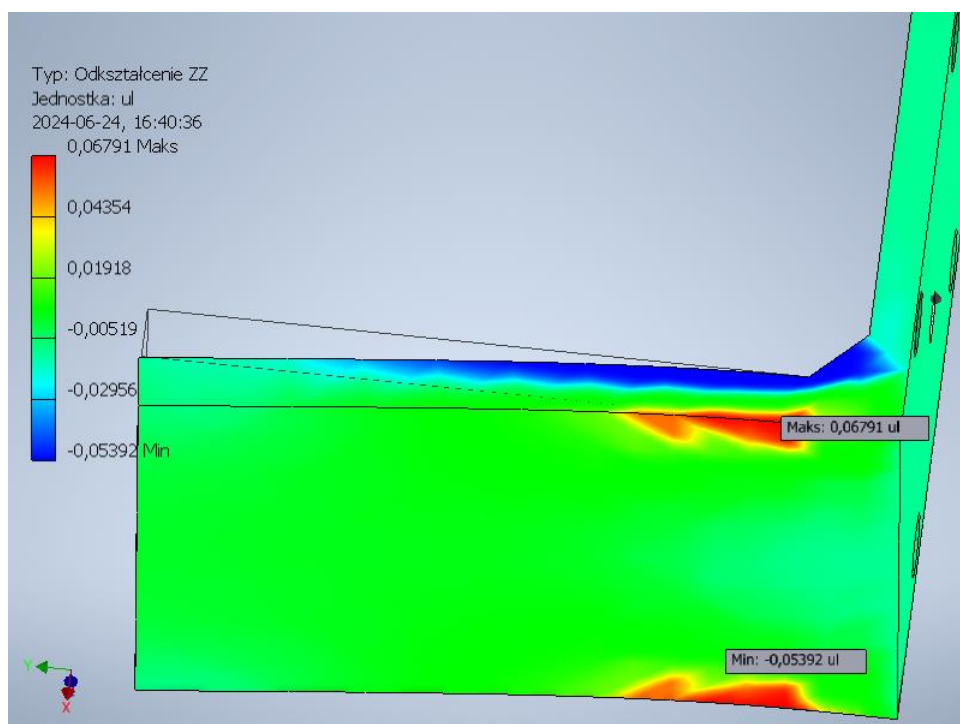 Typ: Odkształcenie ZZ
Jednostka: ul
2024-06-24, 16:40:36
0,06791 Maks
0,04354
0,01918
-0,00519
-0,02956
-0,05392 Min
Maks: 0,06791 ul
Min: -0,05392 ul
Y
X